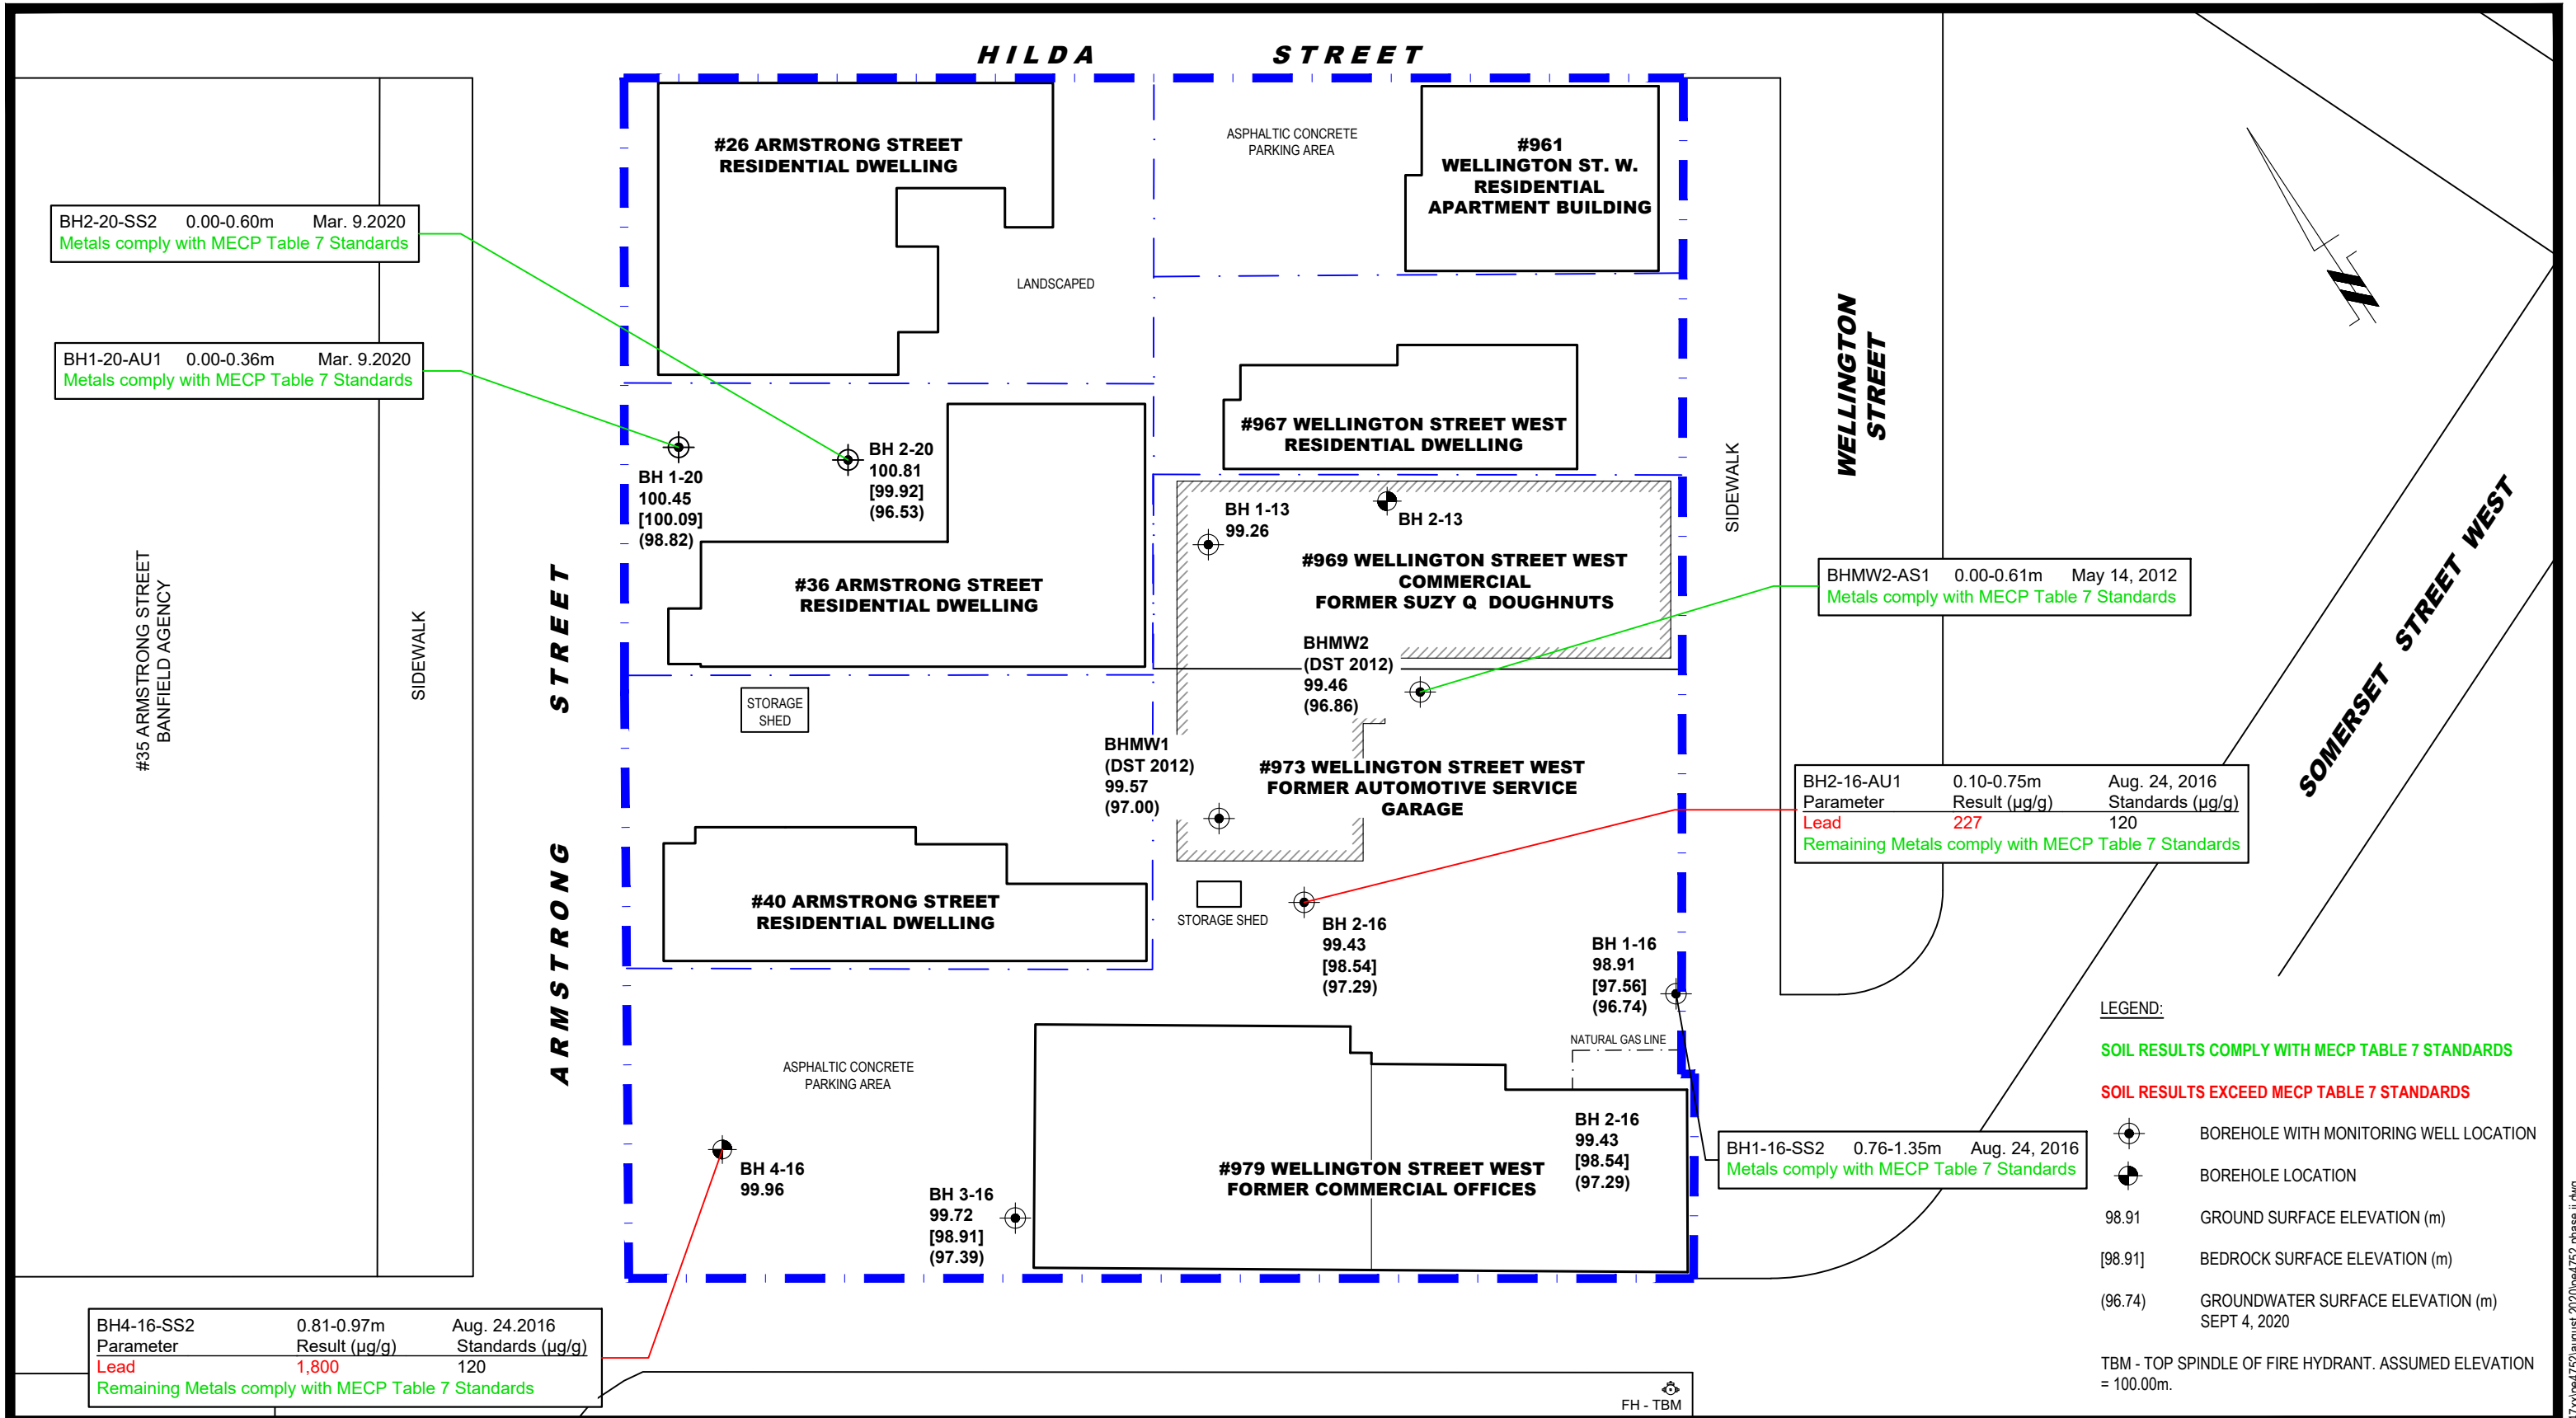 HILDA STREET
#26 ARMSTRONG STREET
RESIDENTIAL DWELLING
ASPHALTIC CONCRETE
PARKING AREA
#961
WELLINGTON ST. W.
RESIDENTIAL
APARTMENT BUILDING
LANDSCAPED
BH2-20-SS2 0.00-0.60m Mar. 9.2020
Metals comply with MECP Table 7 Standards
BH1-20-AU1 0.00-0.36m Mar. 9.2020
Metals comply with MECP Table 7 Standards
BH 1-20
100.45
[100.09]
(98.82)
BH 2-20
100.81
[99.92]
(96.53)
#36 ARMSTRONG STREET
RESIDENTIAL DWELLING
#967 WELLINGTON STREET WEST
RESIDENTIAL DWELLING
BH 1-13
99.26
BH 2-13
#969 WELLINGTON STREET WEST
COMMERCIAL
FORMER SUZY Q DOUGHNUTS
BHMW2
(DST 2012)
99.46
(96.86)
SIDEWALK
WELLINGTON
STREET
SOMERSET STREET WEST
BHMW2-AS1 0.00-0.61m May 14, 2012
Metals comply with MECP Table 7 Standards
#35 ARMSTRONG STREET
BANFIELD AGENCY
SIDEWALK
ARMSTRONG STREET
STORAGE
SHED
BHMW1
(DST 2012)
99.57
(97.00)
#973 WELLINGTON STREET WEST
FORMER AUTOMOTIVE SERVICE
GARAGE
BH2-16-AU1 0.10-0.75m Aug. 24, 2016
Parameter Result (µg/g) Standards (µg/g)
Lead 227 120
Remaining Metals comply with MECP Table 7 Standards
#40 ARMSTRONG STREET
RESIDENTIAL DWELLING
STORAGE SHED
BH 2-16
99.43
[98.54]
(97.29)
BH 1-16
98.91
[97.56]
(96.74)
NATURAL GAS LINE
ASPHALTIC CONCRETE
PARKING AREA
BH 4-16
99.96
BH 3-16
99.72
[98.91]
(97.39)
#979 WELLINGTON STREET WEST
FORMER COMMERCIAL OFFICES
BH 2-16
99.43
[98.54]
(97.29)
BH1-16-SS2 0.76-1.35m Aug. 24, 2016
Metals comply with MECP Table 7 Standards
BH4-16-SS2 0.81-0.97m Aug. 24.2016
Parameter Result (µg/g) Standards (µg/g)
Lead 1,800 120
Remaining Metals comply with MECP Table 7 Standards
FH - TBM
LEGEND:
SOIL RESULTS COMPLY WITH MECP TABLE 7 STANDARDS
SOIL RESULTS EXCEED MECP TABLE 7 STANDARDS
BOREHOLE WITH MONITORING WELL LOCATION
BOREHOLE LOCATION
98.91 GROUND SURFACE ELEVATION (m)
[98.91] BEDROCK SURFACE ELEVATION (m)
(96.74) GROUNDWATER SURFACE ELEVATION (m)
SEPT 4, 2020
TBM - TOP SPINDLE OF FIRE HYDRANT. ASSUMED ELEVATION
= 100.00m.